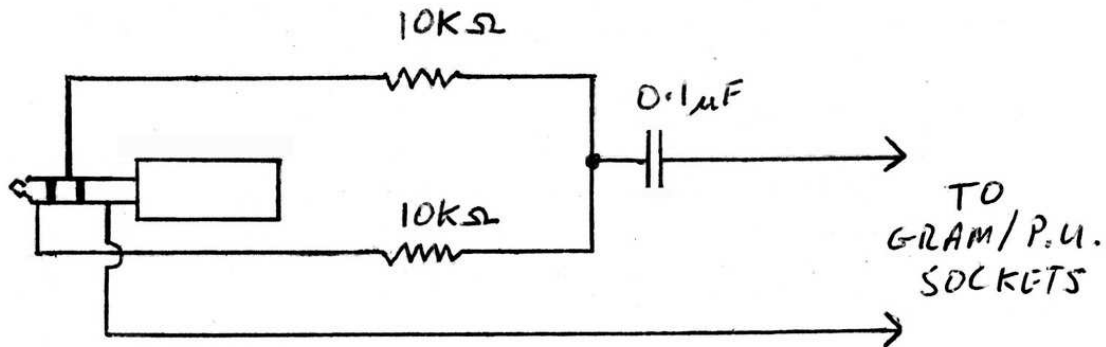 10KΩ
0.1µF
10KΩ
TO
GRAM/P.U.
SOCKETS